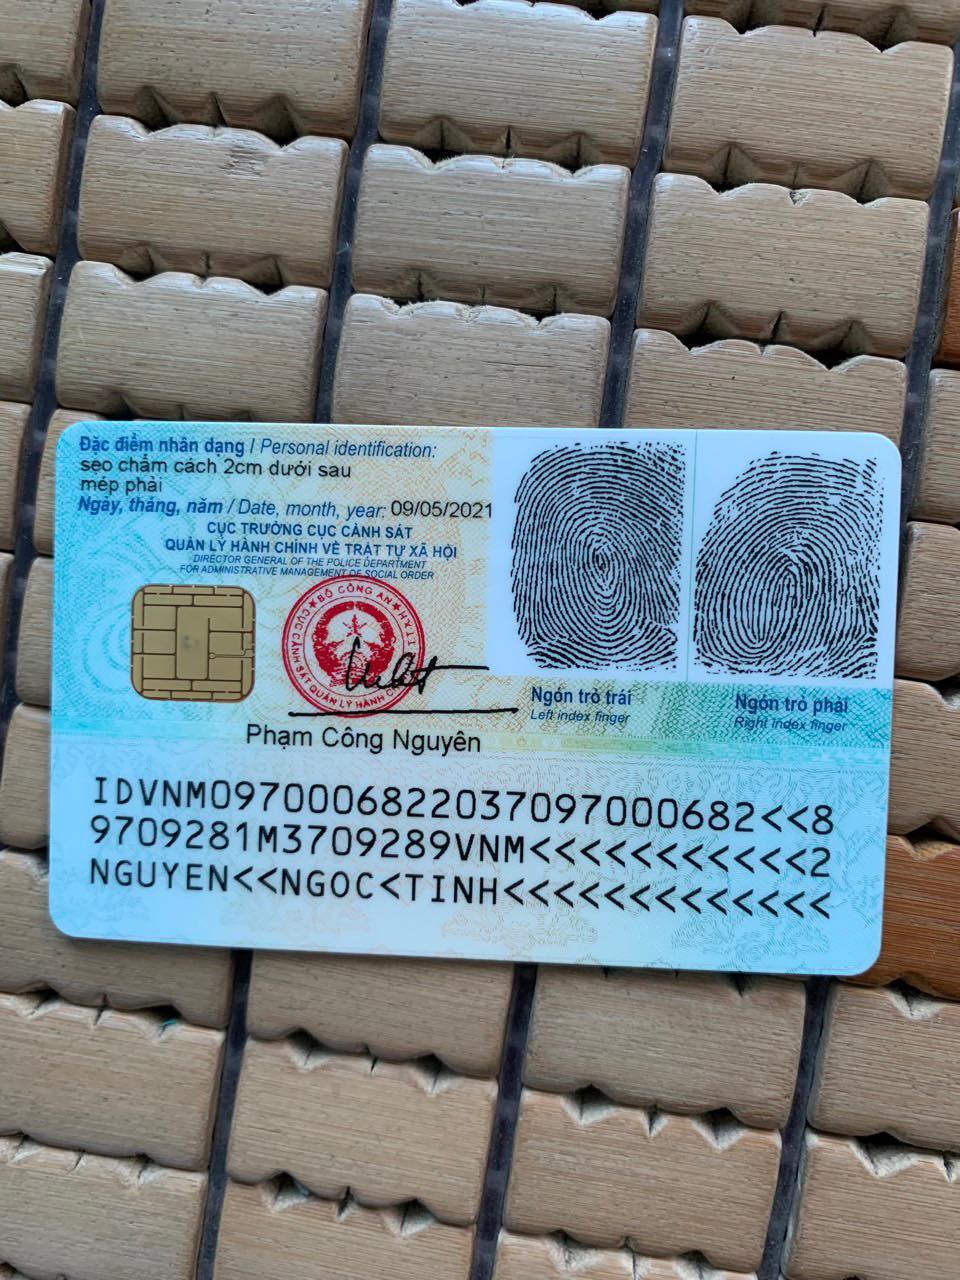 Đặc điểm nhân dạng / Personal identification:
sẹo chấm cách 2cm dưới sau
mép phải
Ngày, tháng, năm / Date, month, year: 09/05/2021
CỤC TRƯỞNG CỤC CẢNH SÁT
QUẢN LÝ HÀNH CHÍNH VỀ TRẬT TỰ XÃ HỘI
DIRECTOR GENERAL OF THE POLICE DEPARTMENT
FOR ADMINISTRATIVE MANAGEMENT OF SOCIAL ORDER
BỘ CÔNG AN
CỤC CẢNH SÁT QUẢN LÝ HÀNH
Phạm Công Nguyên
Ngón trỏ trái
Left index finger
Ngón trỏ phải
Right index finger
IDVNM0970006822037097000682<<8
9709281M3709289VNM<<<<<<<<<<<2
NGUYEN<<NGOC<TINH<<<<<<<<<<<<<